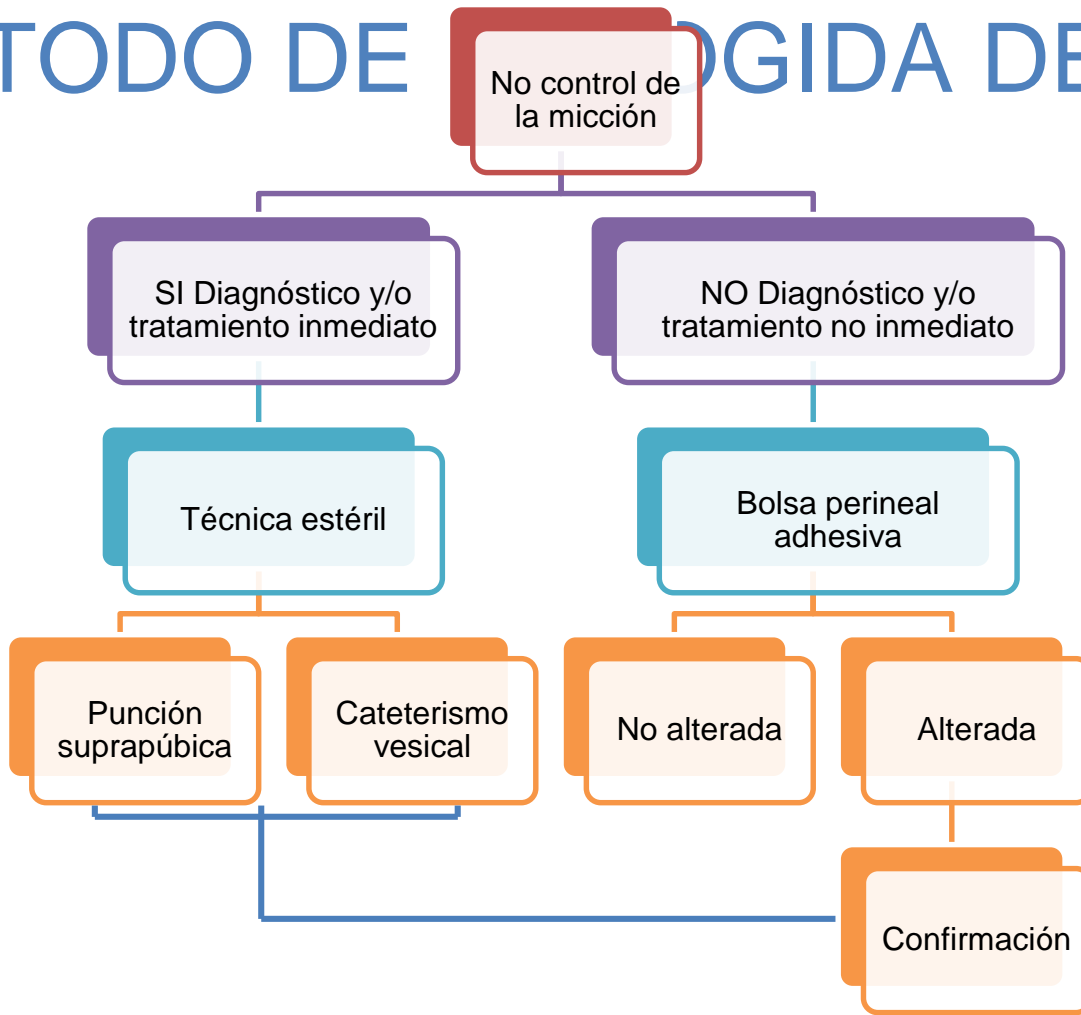 TODO DE OGIDA DE
No control de
la micción
SI Diagnóstico y/o
tratamiento inmediato
NO Diagnóstico y/o
tratamiento no inmediato
Técnica estéril
Bolsa perineal
adhesiva
Punción
suprapúbica
Cateterismo
vesical
No alterada
Alterada
Confirmación